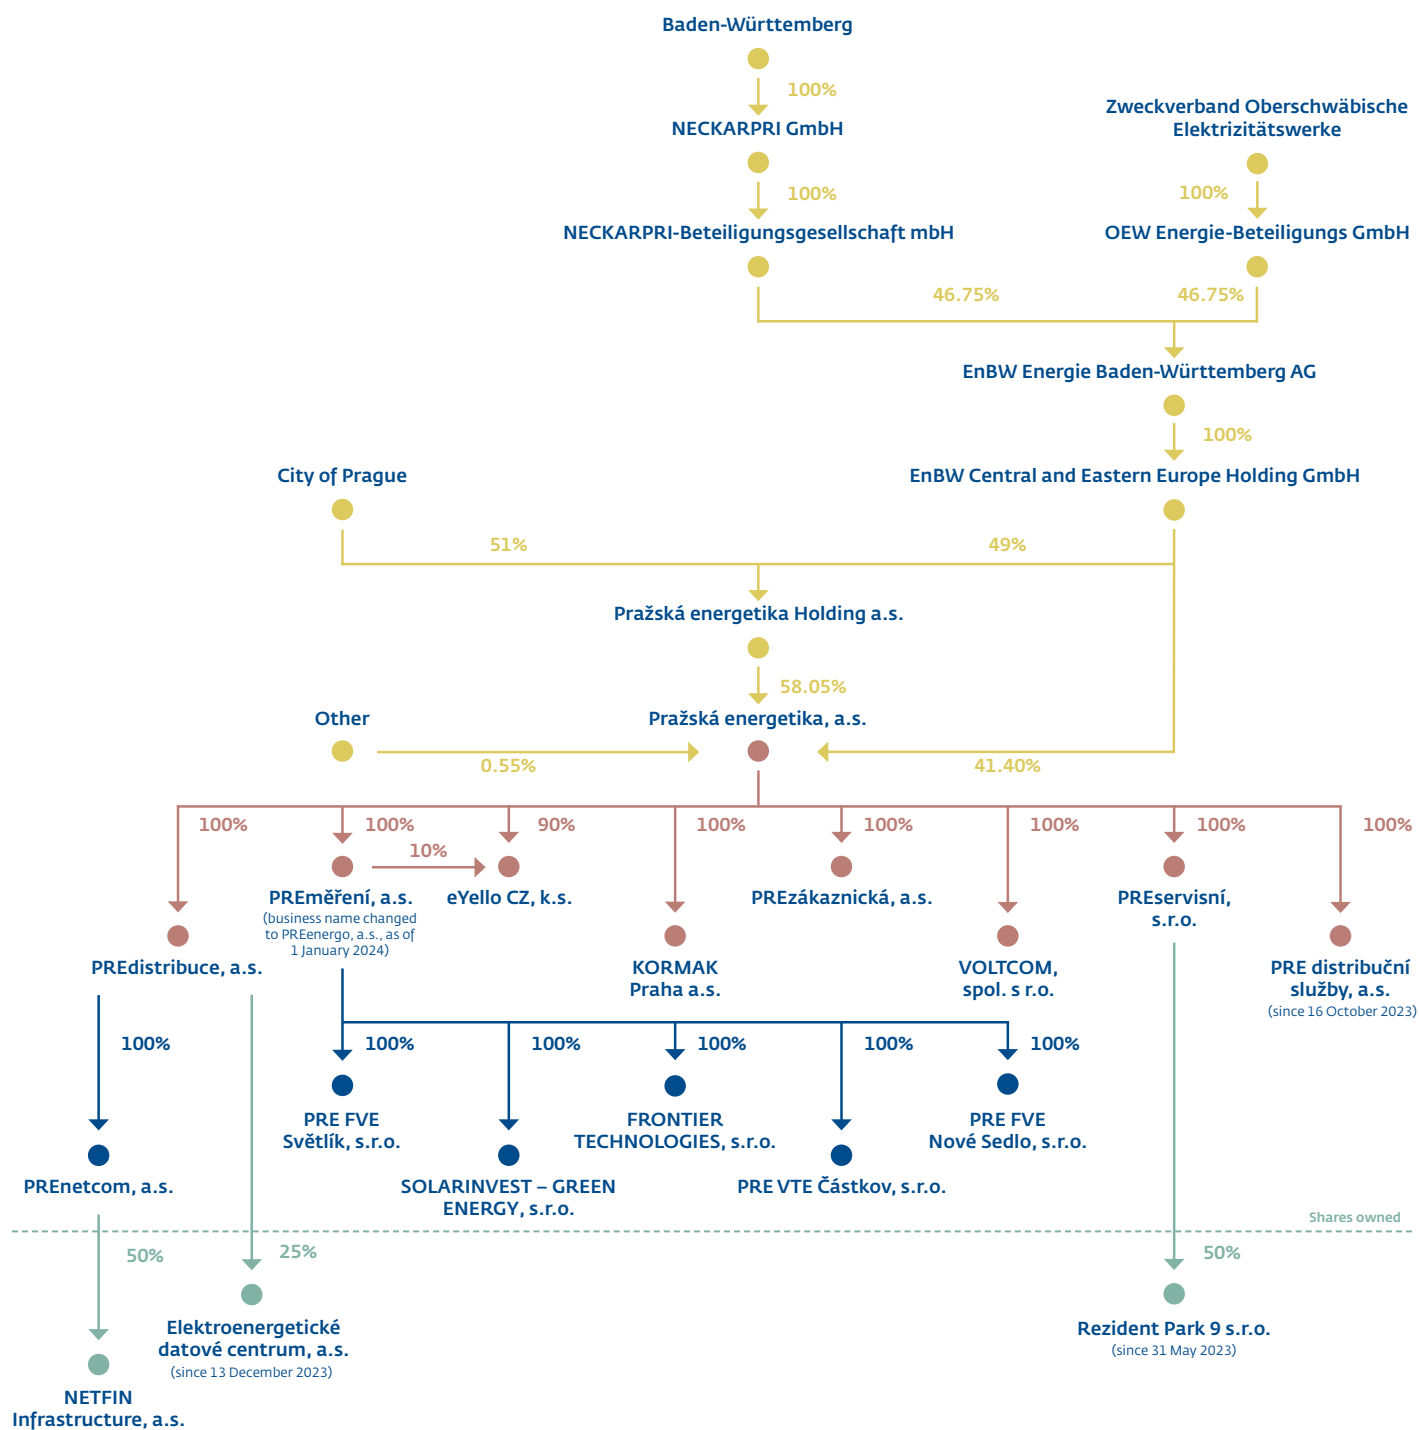 Baden-Württemberg
100%
Zweckverband Oberschwäbische
Elektrizitätswerke
NECKARPRI GmbH
100%
100%
NECKARPRI-Beteiligungsgesellschaft mbH
OEW Energie-Beteiligungs GmbH
46.75%
46.75%
EnBW Energie Baden-Württemberg AG
100%
City of Prague
EnBW Central and Eastern Europe Holding GmbH
51%
49%
Pražská energetika Holding a.s.
58.05%
Other
Pražská energetika, a.s.
0.55%
41.40%
100%
100%
90%
100%
100%
100%
100%
100%
10%
PREměření, a.s.
(business name changed
to PREenergo, a.s., as of
1 January 2024)
eYello CZ, k.s.
PREzákaznická, a.s.
PREservisní,
s.r.o.
PREdistribuce, a.s.
KORMAK
Praha a.s.
VOLTCOM,
spol. s r.o.
PRE distribuční
služby, a.s.
(since 16 October 2023)
100%
100%
100%
100%
100%
100%
PRE FVE
Světlík, s.r.o.
FRONTIER
TECHNOLOGIES, s.r.o.
PRE FVE
Nové Sedlo, s.r.o.
PREnetcom, a.s.
SOLARINVEST – GREEN
ENERGY, s.r.o.
PRE VTE Částkov, s.r.o.
Shares owned
50%
25%
50%
Elektroenergetické
datové centrum, a.s.
(since 13 December 2023)
Rezident Park 9 s.r.o.
(since 31 May 2023)
NETFIN
Infrastructure, a.s.